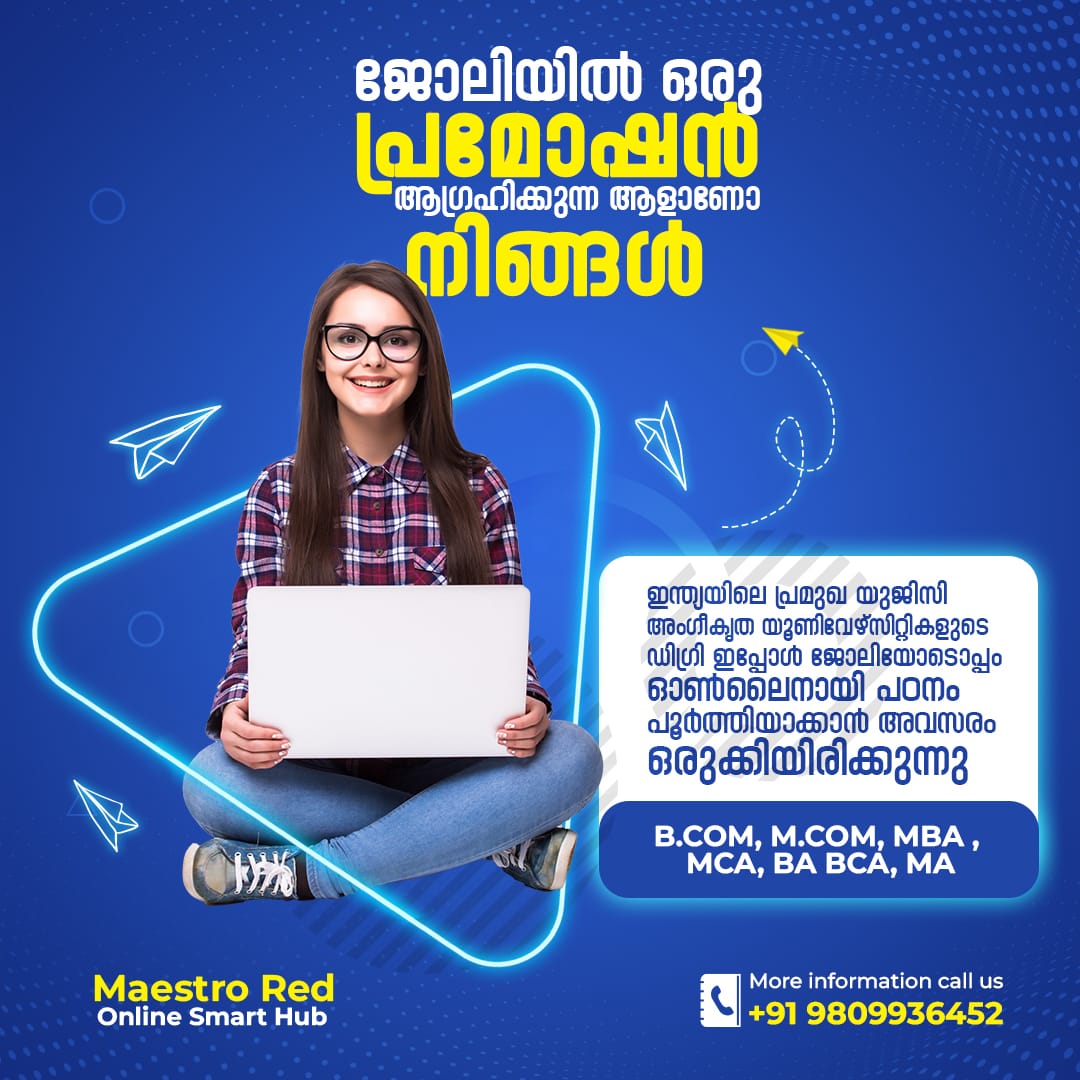 ജോലിയിൽ ഒരു
പ്രമോഷൻ
ആഗ്രഹിക്കുന്ന ആളാണോ
നിങ്ങൾ
ഇന്ത്യയിലെ പ്രമുഖ യുജിസി
അംഗീകൃത യൂണിവേഴ്സിറ്റികളുടെ
ഡിഗ്രി ഇപ്പോൾ ജോലിയോടൊപ്പം
ഓൺലൈനായി പഠനം
പൂർത്തിയാക്കാൻ അവസരം
ഒരുക്കിയിരിക്കുന്നു
B.COM, M.COM, MBA ,
MCA, BA BCA, MA
Maestro Red
Online Smart Hub
More information call us
+91 9809936452